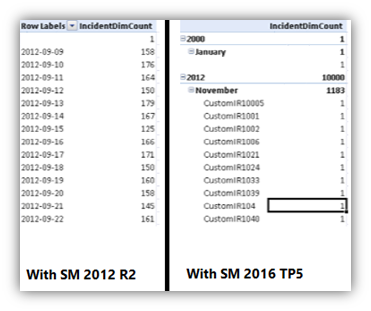 Row Labels IncidentDimCount
1
2012-09-09 158
2012-09-10 176
2012-09-11 164
2012-09-12 150
2012-09-13 179
2012-09-14 167
2012-09-15 125
2012-09-16 166
2012-09-17 171
2012-09-18 150
2012-09-19 160
2012-09-20 158
2012-09-21 145
2012-09-22 161
With SM 2012 R2
IncidentDimCount
2000 1
January 1
1
2012 10000
November 1183
CustomIR10005 1
CustomIR1001 1
CustomIR1002 1
CustomIR1006 1
CustomIR1021 1
CustomIR1024 1
CustomIR1033 1
CustomIR1039 1
CustomIR104 1
CustomIR1040 1
With SM 2016 TP5